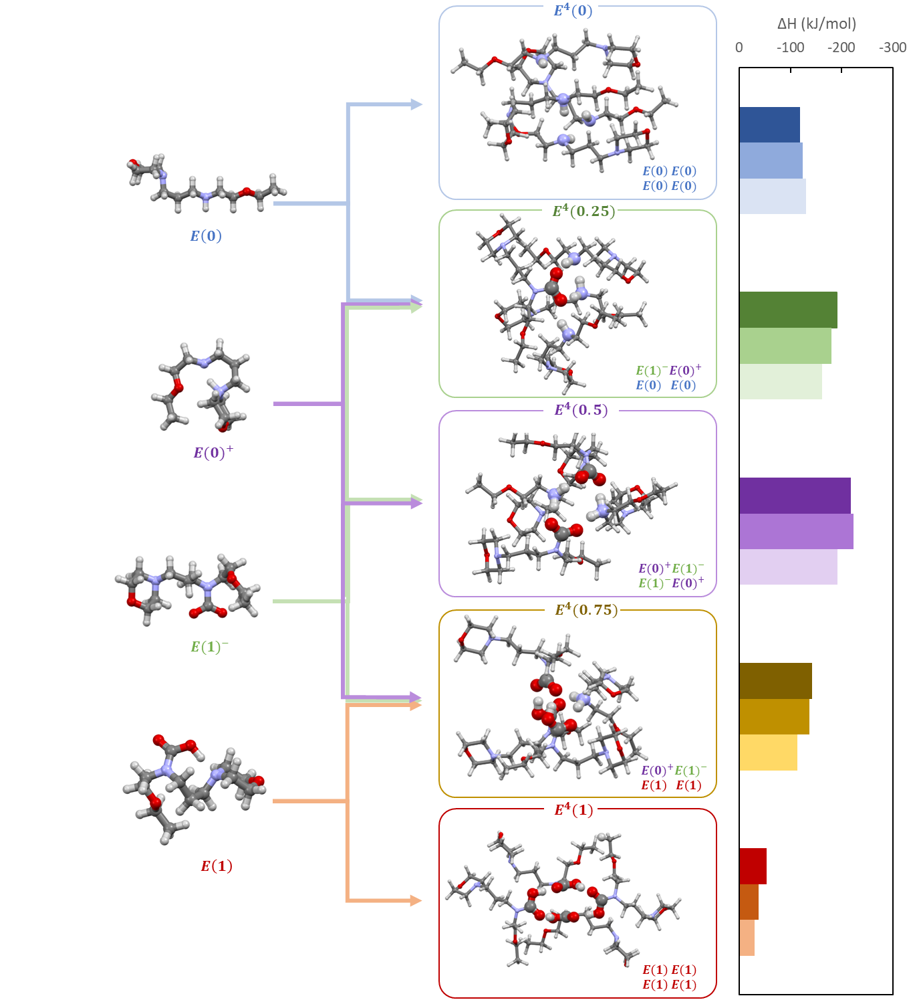 E⁴(0)
ΔH (kJ/mol)
0 -100 -200 -300
E(0) E(0)
E(0) E(0)
E⁴(0.25)
E(0)
E(1)⁻E(0)⁺
E(0) E(0)
E⁴(0.5)
E(0)⁺
E(0)⁺E(1)⁻
E(1)⁻E(0)⁺
E⁴(0.75)
E(1)⁻
E(0)⁺E(1)⁻
E(1) E(1)
E⁴(1)
E(1)
E(1) E(1)
E(1) E(1)